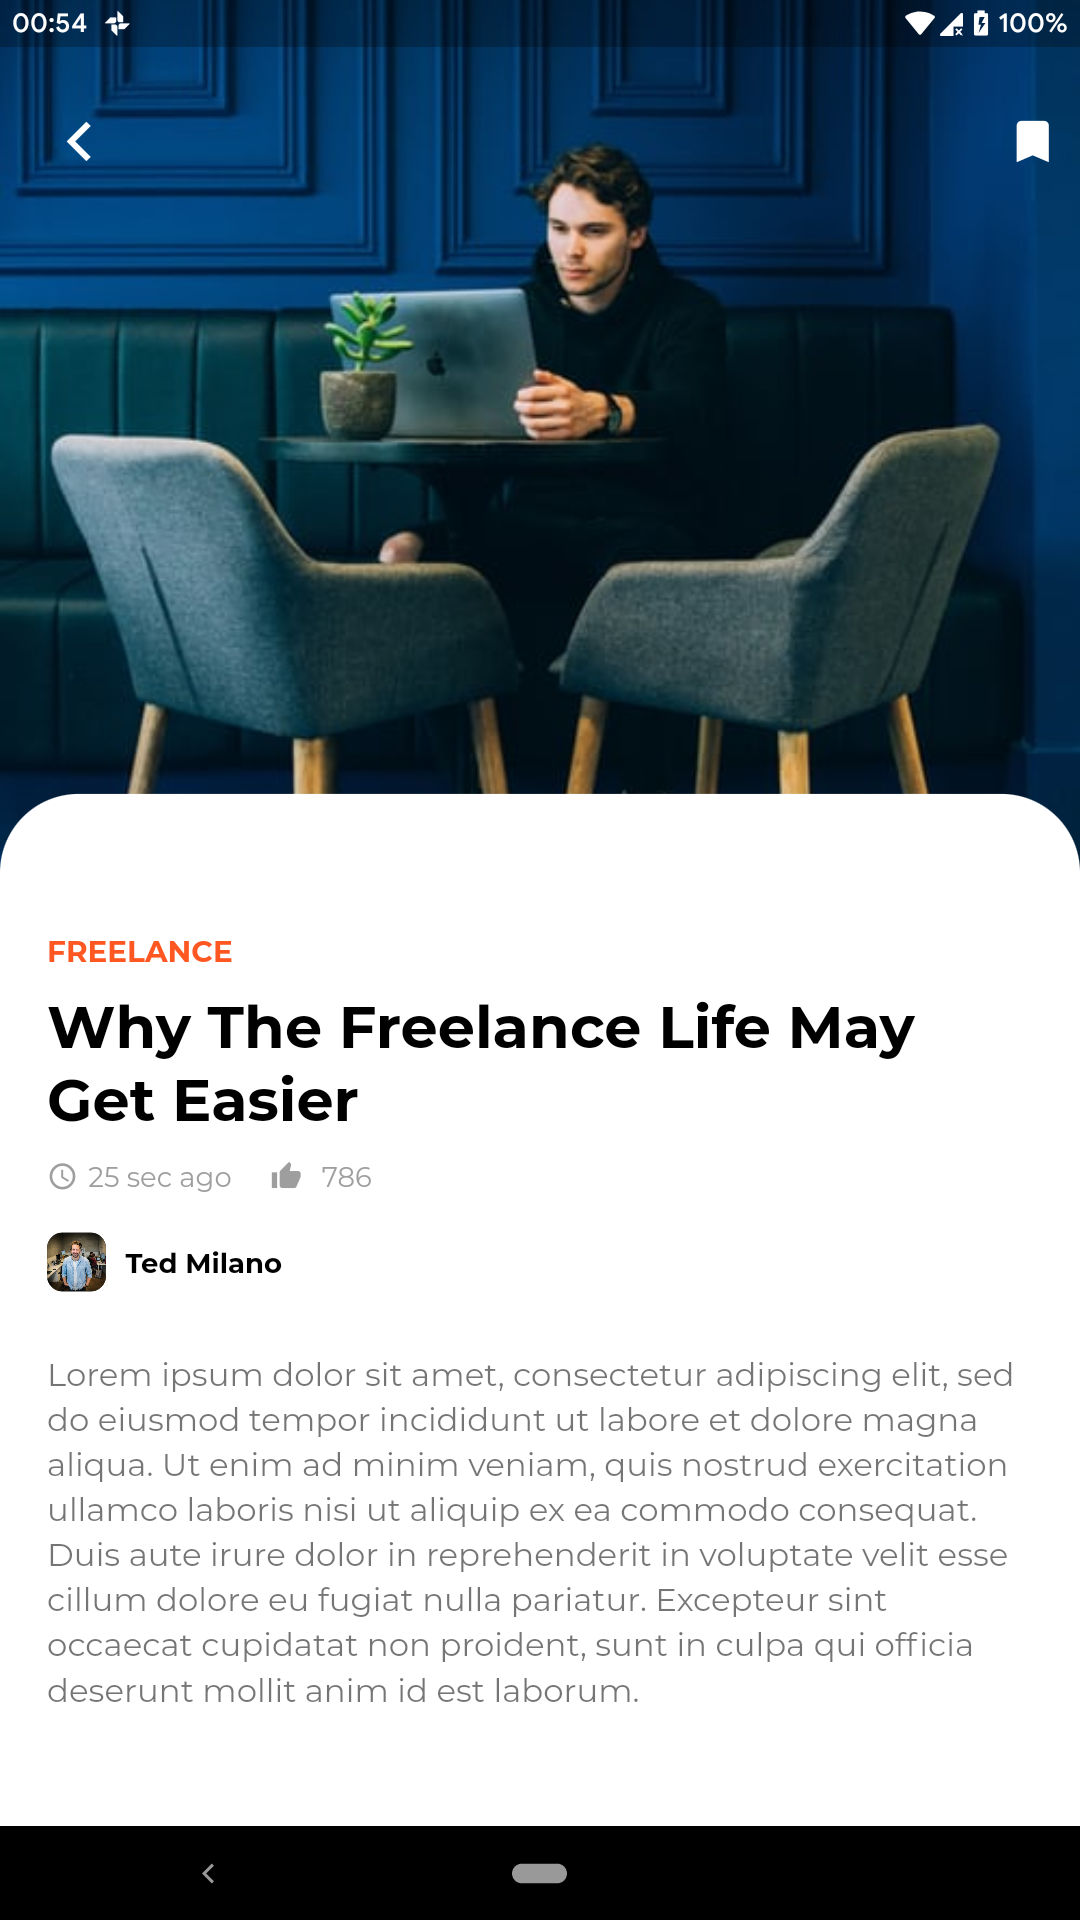 00:54
100%
FREELANCE
Why The Freelance Life May
Get Easier
25 sec ago 786
Ted Milano
Lorem ipsum dolor sit amet, consectetur adipiscing elit, sed
do eiusmod tempor incididunt ut labore et dolore magna
aliqua. Ut enim ad minim veniam, quis nostrud exercitation
ullamco laboris nisi ut aliquip ex ea commodo consequat.
Duis aute irure dolor in reprehenderit in voluptate velit esse
cillum dolore eu fugiat nulla pariatur. Excepteur sint
occaecat cupidatat non proident, sunt in culpa qui officia
deserunt mollit anim id est laborum.